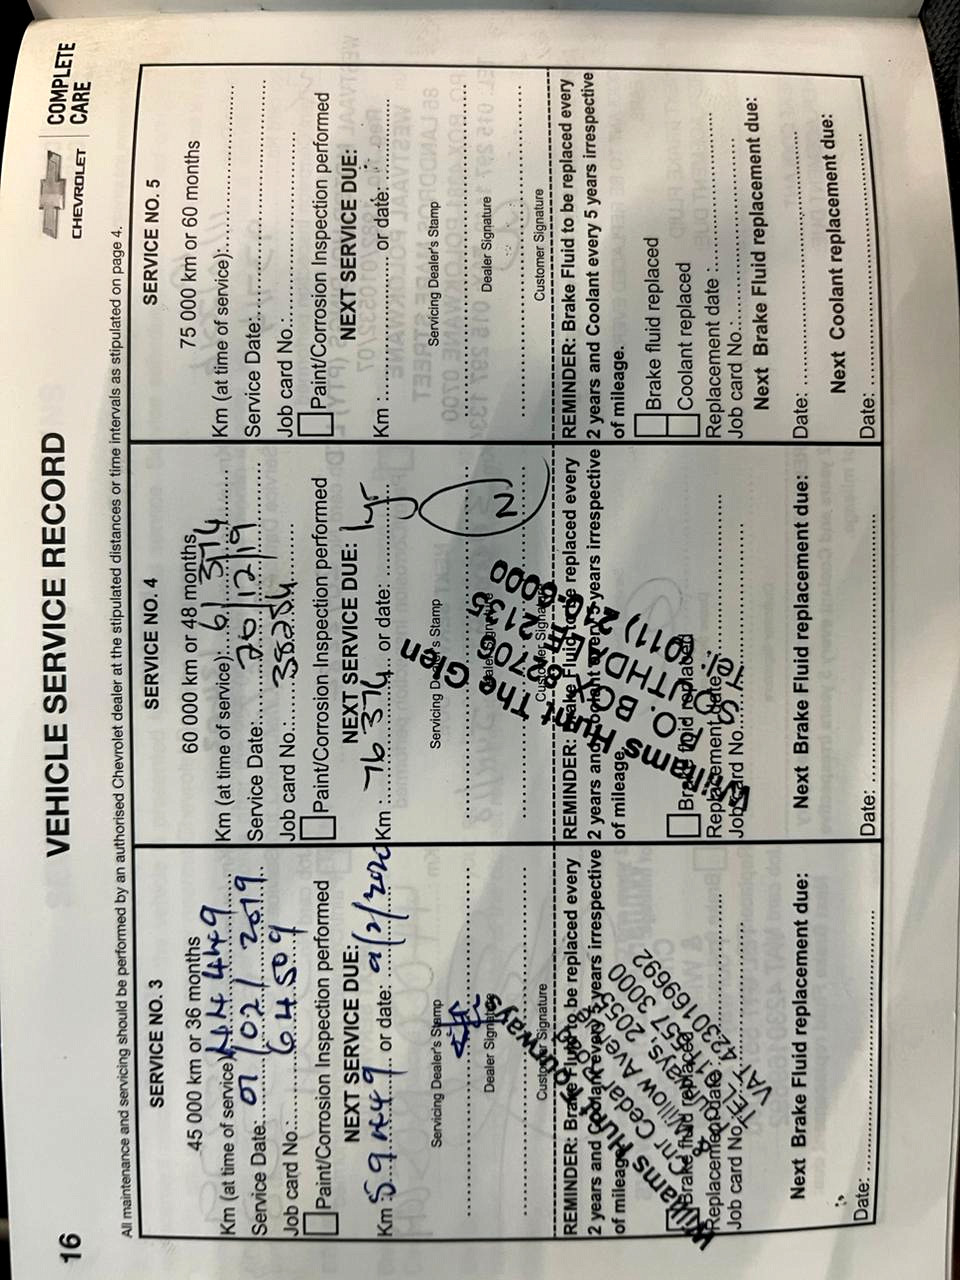 16
VEHICLE SERVICE RECORD
CHEVROLET
COMPLETE
CARE
All maintenance and servicing should be performed by an authorised Chevrolet dealer at the stipulated distances or time intervals as stipulated on page 4.
SERVICE NO. 3
45 000 km or 36 months
Km (at time of service): 44 449
Service Date: 07/02/2019
Job card No.: 64509
Paint/Corrosion Inspection performed
NEXT SERVICE DUE:
Km 59 449 or date:
Servicing Dealer's Stamp
Dealer Signature
Customer Signature
Williams Hunt Fourways
Cnr Cedar Road
& Willow Avenue
Fourways, 2055
TEL: 011 557 3000
VAT 4230169692
REMINDER: Brake Fluid to be replaced every
2 years and Coolant every 5 years irrespective
of mileage.
Brake fluid replaced
Replacement date
Job card No.
Next Brake Fluid replacement due:
Date:
SERVICE NO. 4
60 000 km or 48 months
Km (at time of service): 61 374
Service Date: 20/12/19
Job card No.: 38254
Paint/Corrosion Inspection performed
NEXT SERVICE DUE: 1yr
Km : 76 374 or date:
Servicing Dealer's Stamp
2
Dealer Signature
Customer Signature
Williams Hunt The Glen
P.O. BOX 82706
SOUTHDALE 2135
Tel: (011) 210 6000
REMINDER: Brake Fluid to be replaced every
2 years and Coolant every 5 years irrespective
of mileage.
Brake fluid replaced
Replacement date
Job card No.
Next Brake Fluid replacement due:
Date:
SERVICE NO. 5
75 000 km or 60 months
Km (at time of service):
Service Date:
Job card No.:
Paint/Corrosion Inspection performed
NEXT SERVICE DUE:
Km : or date:
Servicing Dealer's Stamp
Dealer Signature
Customer Signature
REMINDER: Brake Fluid to be replaced every
2 years and Coolant every 5 years irrespective
of mileage.
Brake fluid replaced
Coolant replaced
Replacement date :
Job card No.:
Next Brake Fluid replacement due:
Date:
Next Coolant replacement due:
Date: